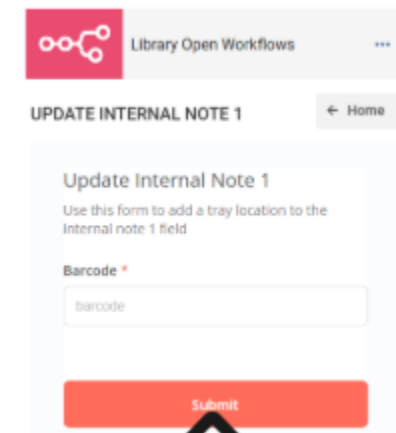 Library Open Workflows
UPDATE INTERNAL NOTE 1
← Home
Update Internal Note 1
Use this form to add a tray location to the
internal note 1 field
Barcode *
barcode
Submit